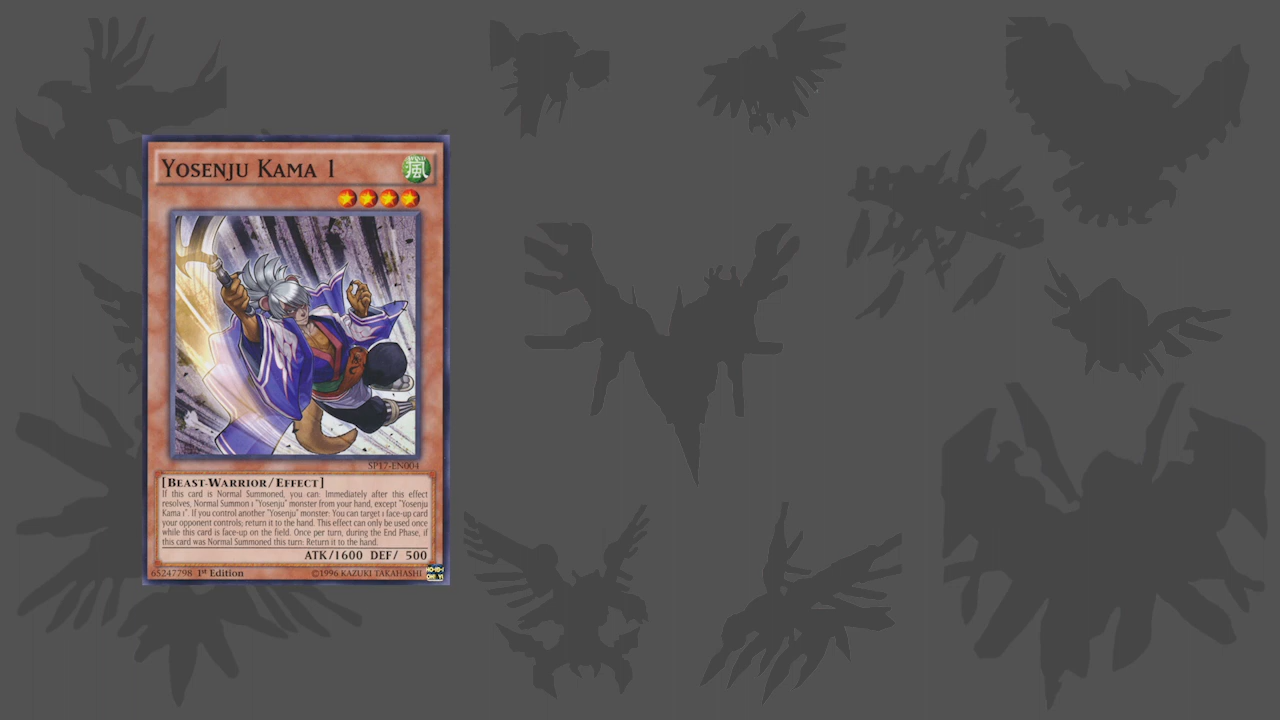 Yosenju Kama 1
風
SP17-EN004
[Beast-Warrior/Effect]
If this card is Normal Summoned, you can: Immediately after this effect
resolves, Normal Summon 1 "Yosenju" monster from your hand, except "Yosenju
Kama 1". If you control another "Yosenju" monster: You can target 1 face-up card
your opponent controls; return it to the hand. This effect can only be used once
while this card is face-up on the field. Once per turn, during the End Phase, if
this card was Normal Summoned this turn: Return it to the hand.
ATK/1600 DEF/ 500
65247798 1st Edition ©1996 KAZUKI TAKAHASHI